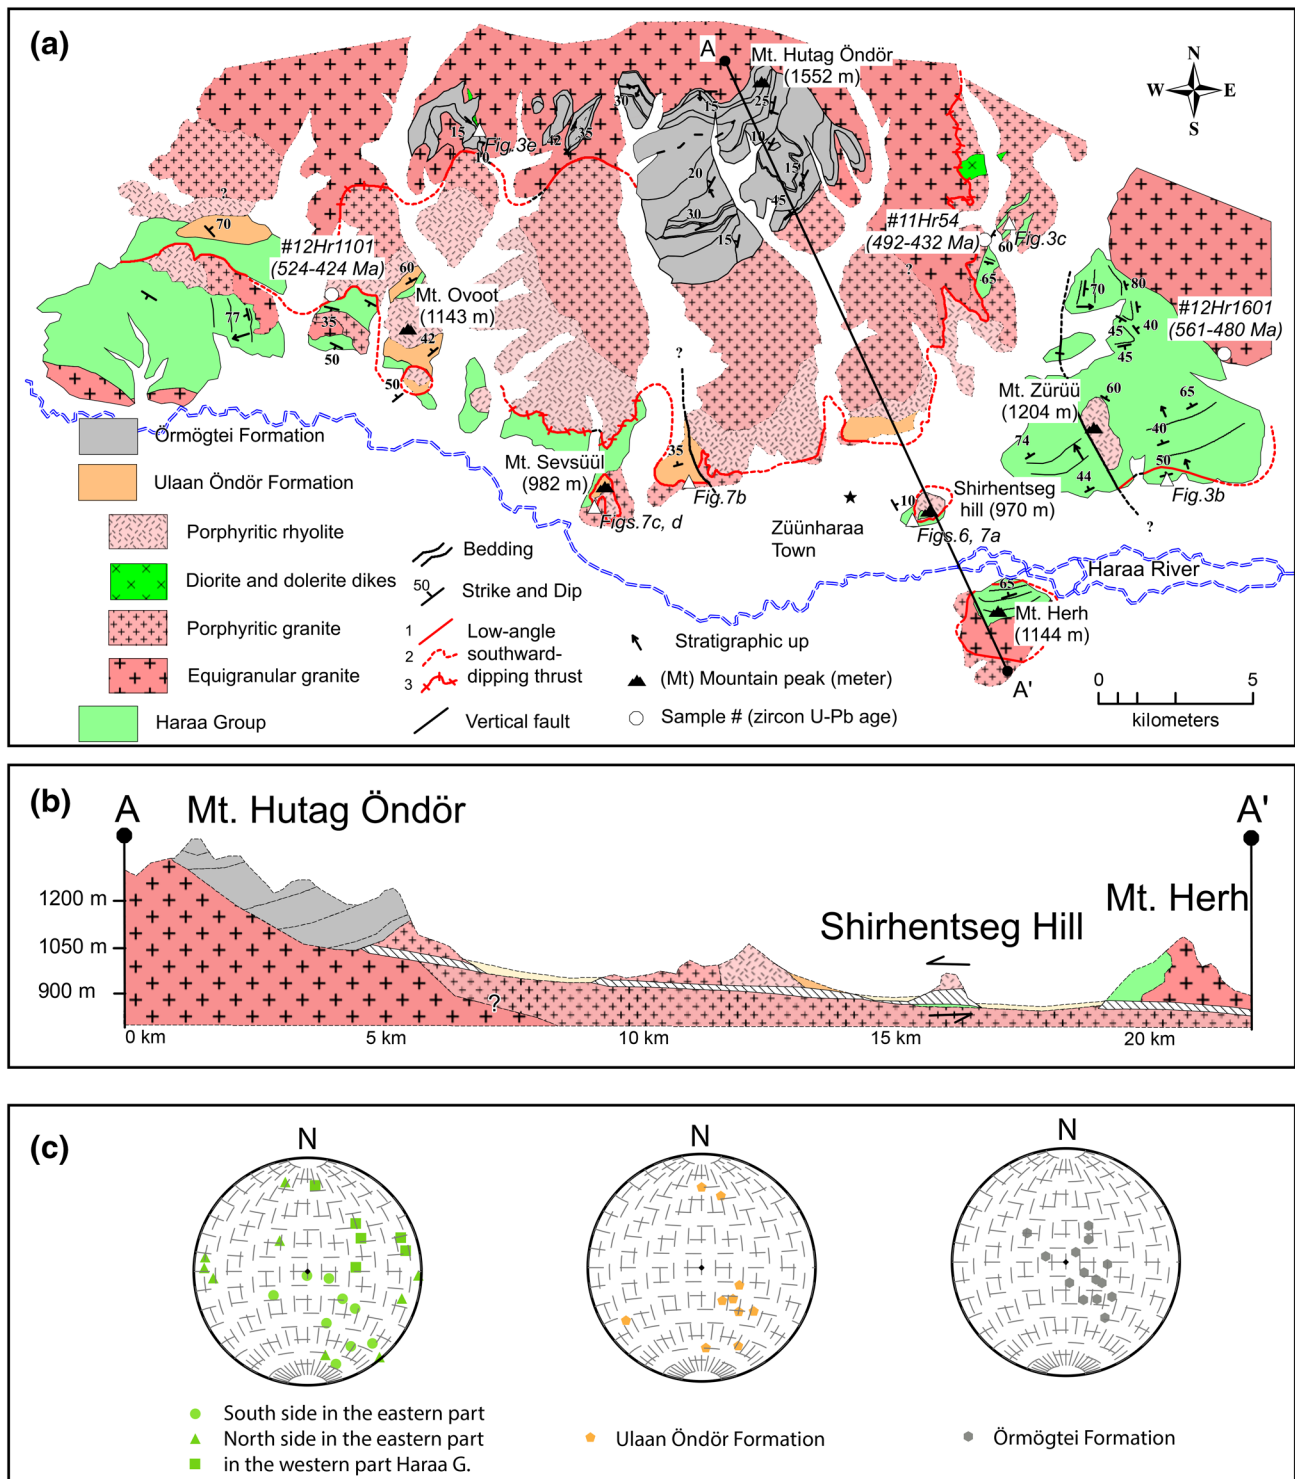 (a)
A
Mt. Hutag Öndör
(1552 m)
N
W
E
S
30
15
25
15
10
Fig.3e
42
35
10
15
20
45
30
15
?
70
#12Hr1101
(524-424 Ma)
#11Hr54
(492-432 Ma)
60
Fig.3c
65
?
60
Mt. Ovoot
(1143 m)
77
35
50
42
50
70
80
#12Hr1601
(561-480 Ma)
45
40
45
Mt. Zürüü
(1204 m)
60
65
74
40
44
50
Fig.3b
?
?
Örmögtei Formation
Ulaan Öndör Formation
Porphyritic rhyolite
Diorite and dolerite dikes
Porphyritic granite
Equigranular granite
Haraa Group
Mt. Sevsüül
(982 m)
Figs.7c, d
35
Fig.7b
Züünharaa
Town
10
Shirhentseg
hill (970 m)
Figs.6, 7a
Haraa River
65
Mt. Herh
(1144 m)
A'
Bedding
50
Strike and Dip
1
2
3
Low-angle
southward-
dipping thrust
Vertical fault
Stratigraphic up
(Mt) Mountain peak (meter)
Sample # (zircon U-Pb age)
0
5
kilometers
(b)
A
Mt. Hutag Öndör
A'
1200 m
1050 m
900 m
Shirhentseg Hill
Mt. Herh
?
0 km
5 km
10 km
15 km
20 km
(c)
N
N
N
South side in the eastern part
North side in the eastern part
in the western part Haraa G.
Ulaan Öndör Formation
Örmögtei Formation